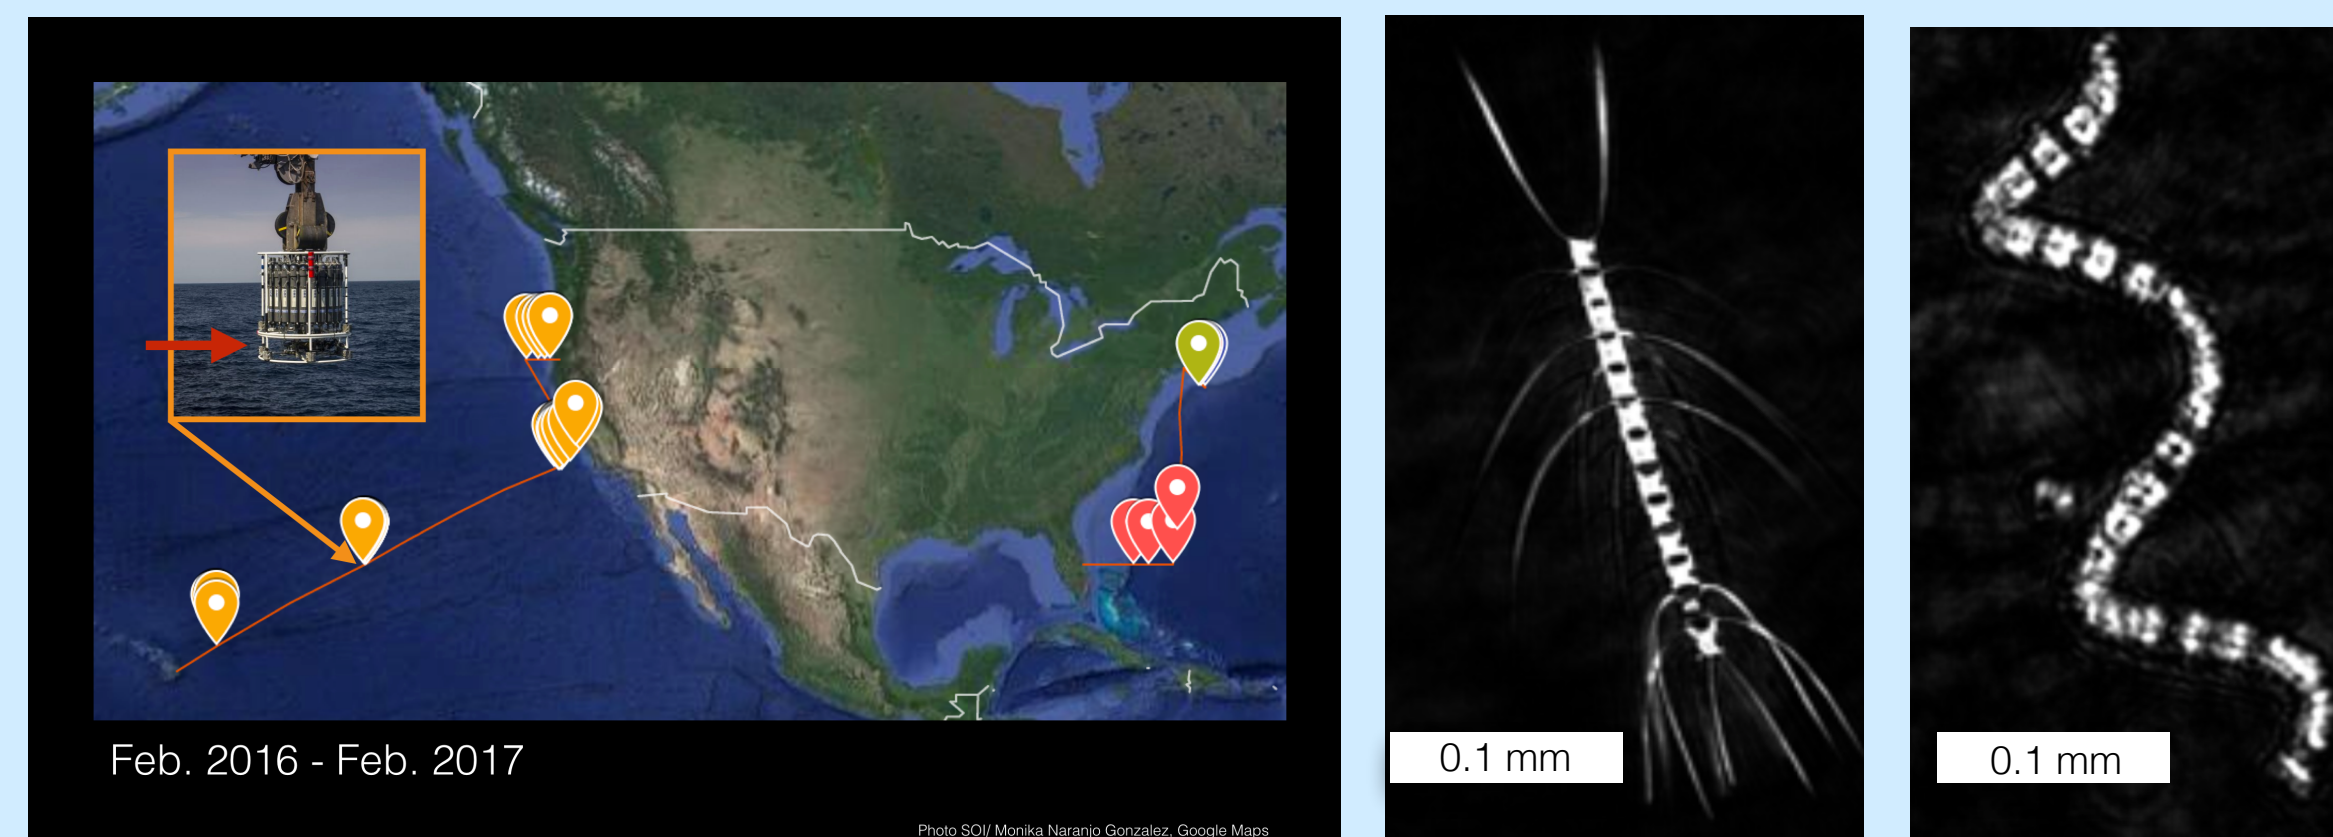 Feb. 2016 - Feb. 2017
Photo SOI/ Monika Naranjo Gonzalez, Google Maps
0.1 mm
0.1 mm